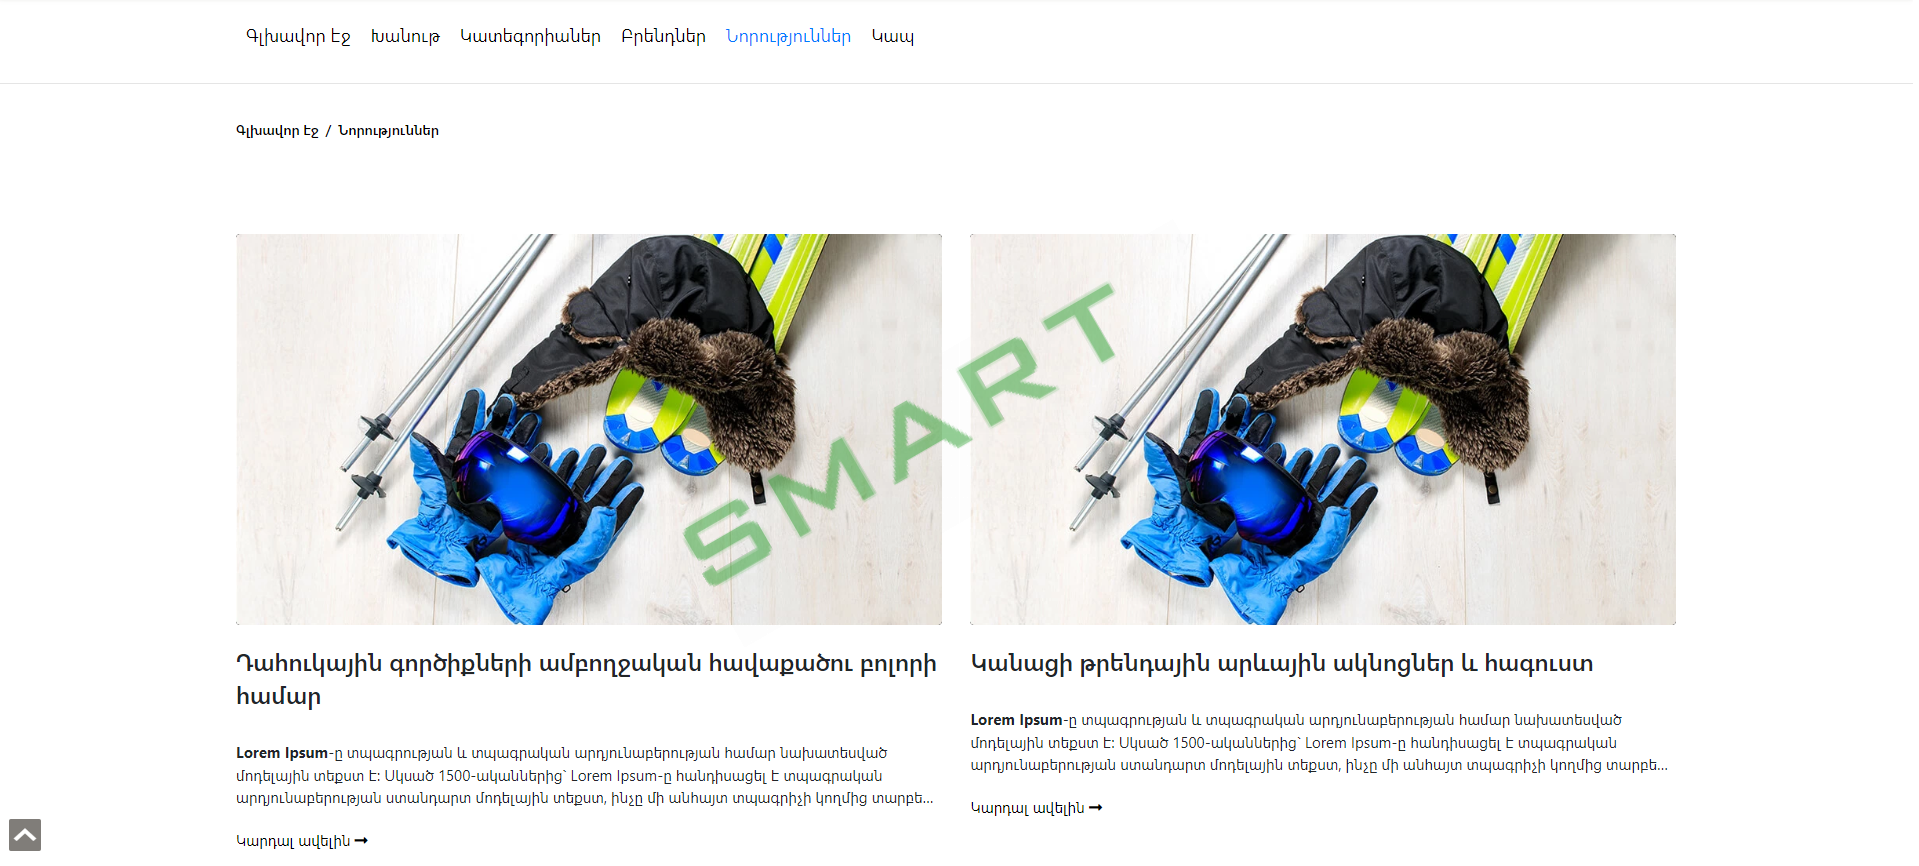 Գլխավոր էջ Խանութ Կատեգորիաներ Բրենդներ Նորություններ Կապ
Գլխավոր էջ / Նորություններ
SMART
Դահուկային գործիքների ամբողջական հավաքածու բոլորի
համար
Lorem Ipsum-ը տպագրության և տպագրական արդյունաբերության համար նախատեսված
մոդելային տեքստ է: Սկսած 1500-ականներից` Lorem Ipsum-ը հանդիսացել է տպագրական
արդյունաբերության ստանդարտ մոդելային տեքստ, ինչը մի անհայտ տպագրիչի կողմից տարբե...
Կարդալ ավելին
Կանացի թրենդային արևային ակնոցներ և հագուստ
Lorem Ipsum-ը տպագրության և տպագրական արդյունաբերության համար նախատեսված
մոդելային տեքստ է: Սկսած 1500-ականներից` Lorem Ipsum-ը հանդիսացել է տպագրական
արդյունաբերության ստանդարտ մոդելային տեքստ, ինչը մի անհայտ տպագրիչի կողմից տարբե...
Կարդալ ավելին